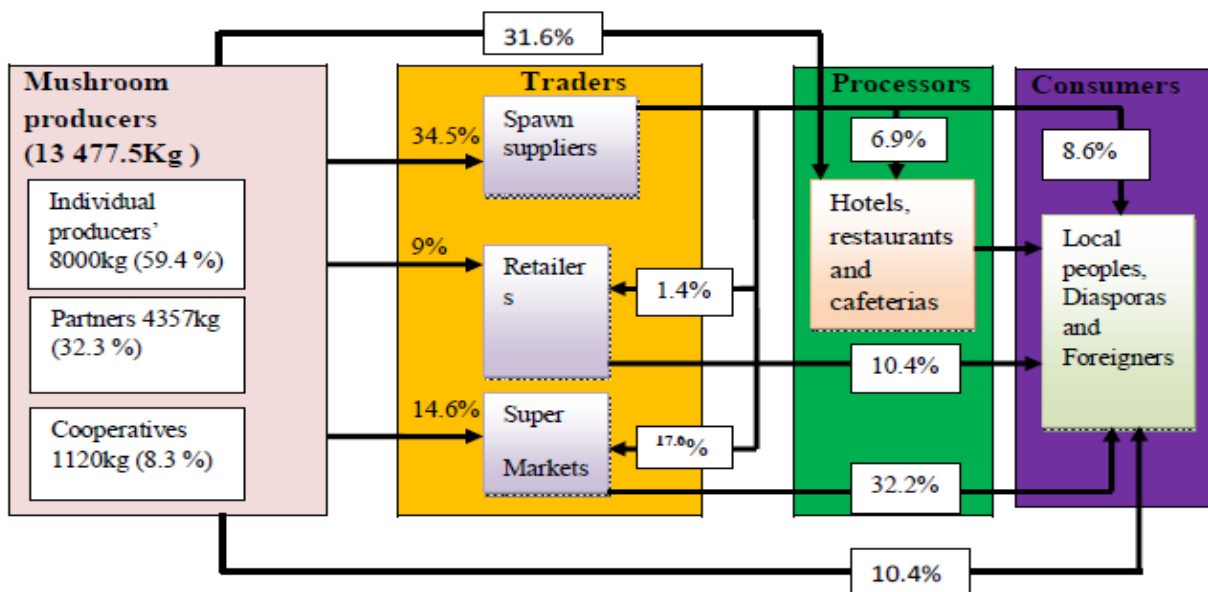 31.6%
Mushroom
producers
(13 477.5Kg )
Individual
producers’
8000kg (59.4 %)
Partners 4357kg
(32.3 %)
Cooperatives
1120kg (8.3 %)
Traders
34.5%
Spawn
suppliers
9%
Retailer
s
1.4%
14.6%
Super
Markets
17.6%
Processors
6.9%
Hotels,
restaurants
and
cafeterias
10.4%
32.2%
Consumers
8.6%
Local
peoples,
Diasporas
and
Foreigners
10.4%